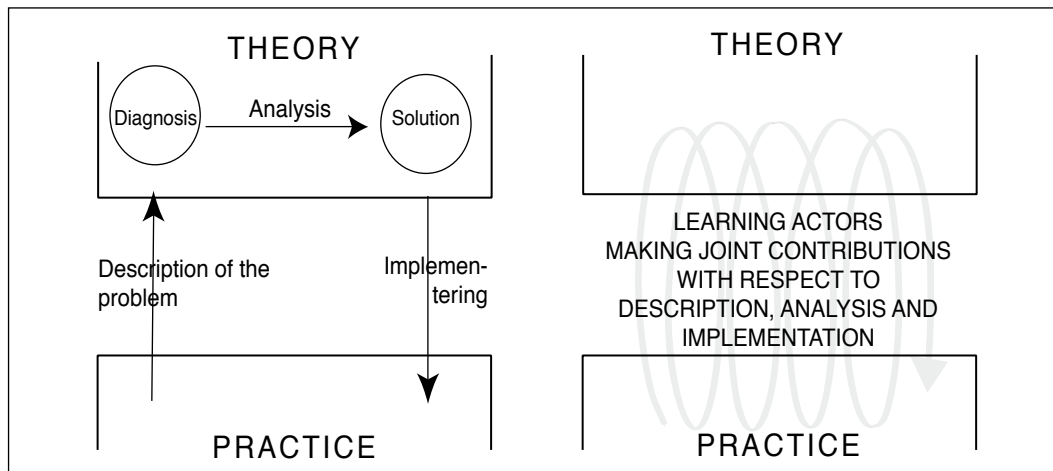 THEORY
Diagnosis
Analysis
Solution
Description of the
problem
Implemen-
tering
PRACTICE
THEORY
LEARNING ACTORS
MAKING JOINT CONTRIBUTIONS
WITH RESPECT TO
DESCRIPTION, ANALYSIS AND
IMPLEMENTATION
PRACTICE